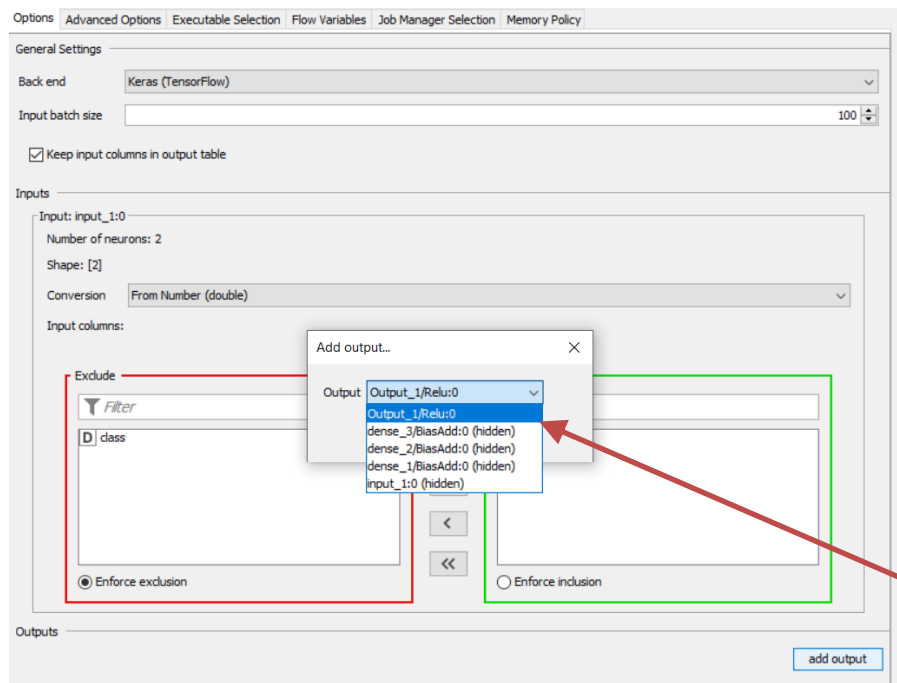 Options Advanced Options Executable Selection Flow Variables Job Manager Selection Memory Policy
General Settings
Back end Keras (TensorFlow)
Input batch size 100
Keep input columns in output table
Inputs
Input: input_1:0
Number of neurons: 2
Shape: [2]
Conversion From Number (double)
Input columns:
Add output...
Exclude
Output Output_1/Relu:0
Filter
Output_1/Relu:0
D class
dense_3/BiasAdd:0 (hidden)
dense_2/BiasAdd:0 (hidden)
dense_1/BiasAdd:0 (hidden)
input_1:0 (hidden)
Enforce exclusion
Enforce inclusion
Outputs
add output